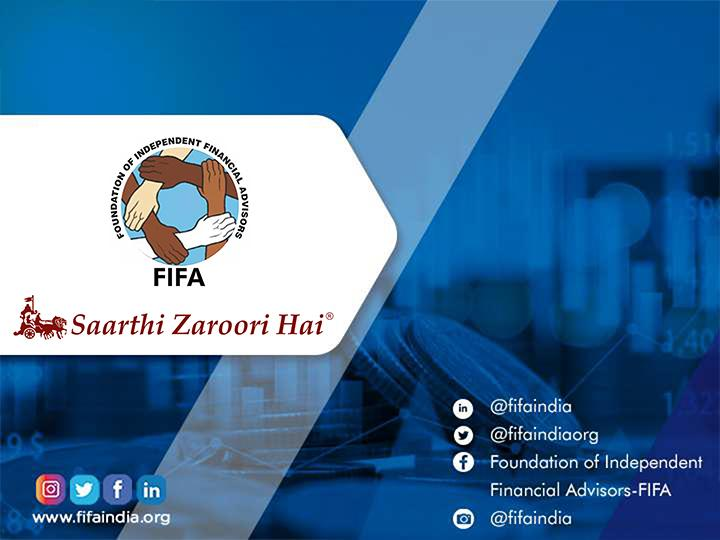 FOUNDATION OF INDEPENDENT FINANCIAL ADVISORS
FIFA
Saarthi Zaroori Hai®
@fifaindia
@fifaindiaorg
Foundation of Independent
Financial Advisors-FIFA
@fifaindia
www.fifaindia.org